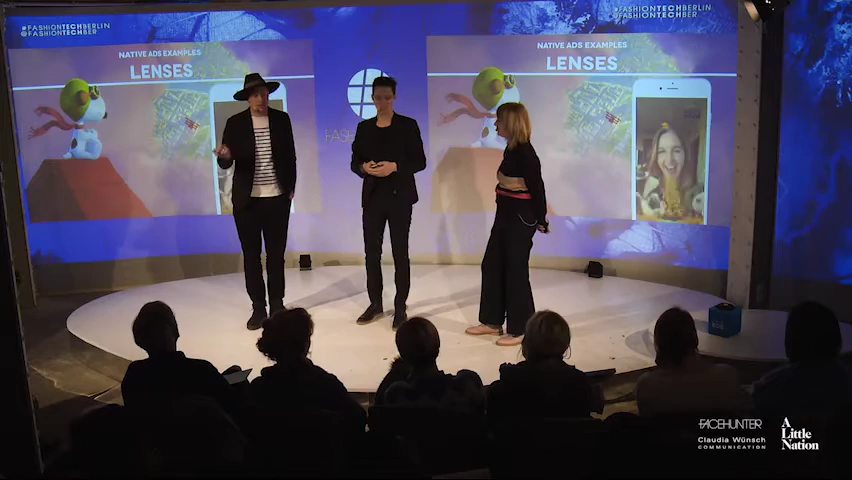 #FASHIONTECHBERLIN
@FASHIONTECHBER
#FASHIONTECHBERLIN
@FASHIONTECHBER
NATIVE ADS EXAMPLES
LENSES
NATIVE ADS EXAMPLES
LENSES
FACEHUNTER
Claudia Wünsch
COMMUNICATION
A
Little
Nation